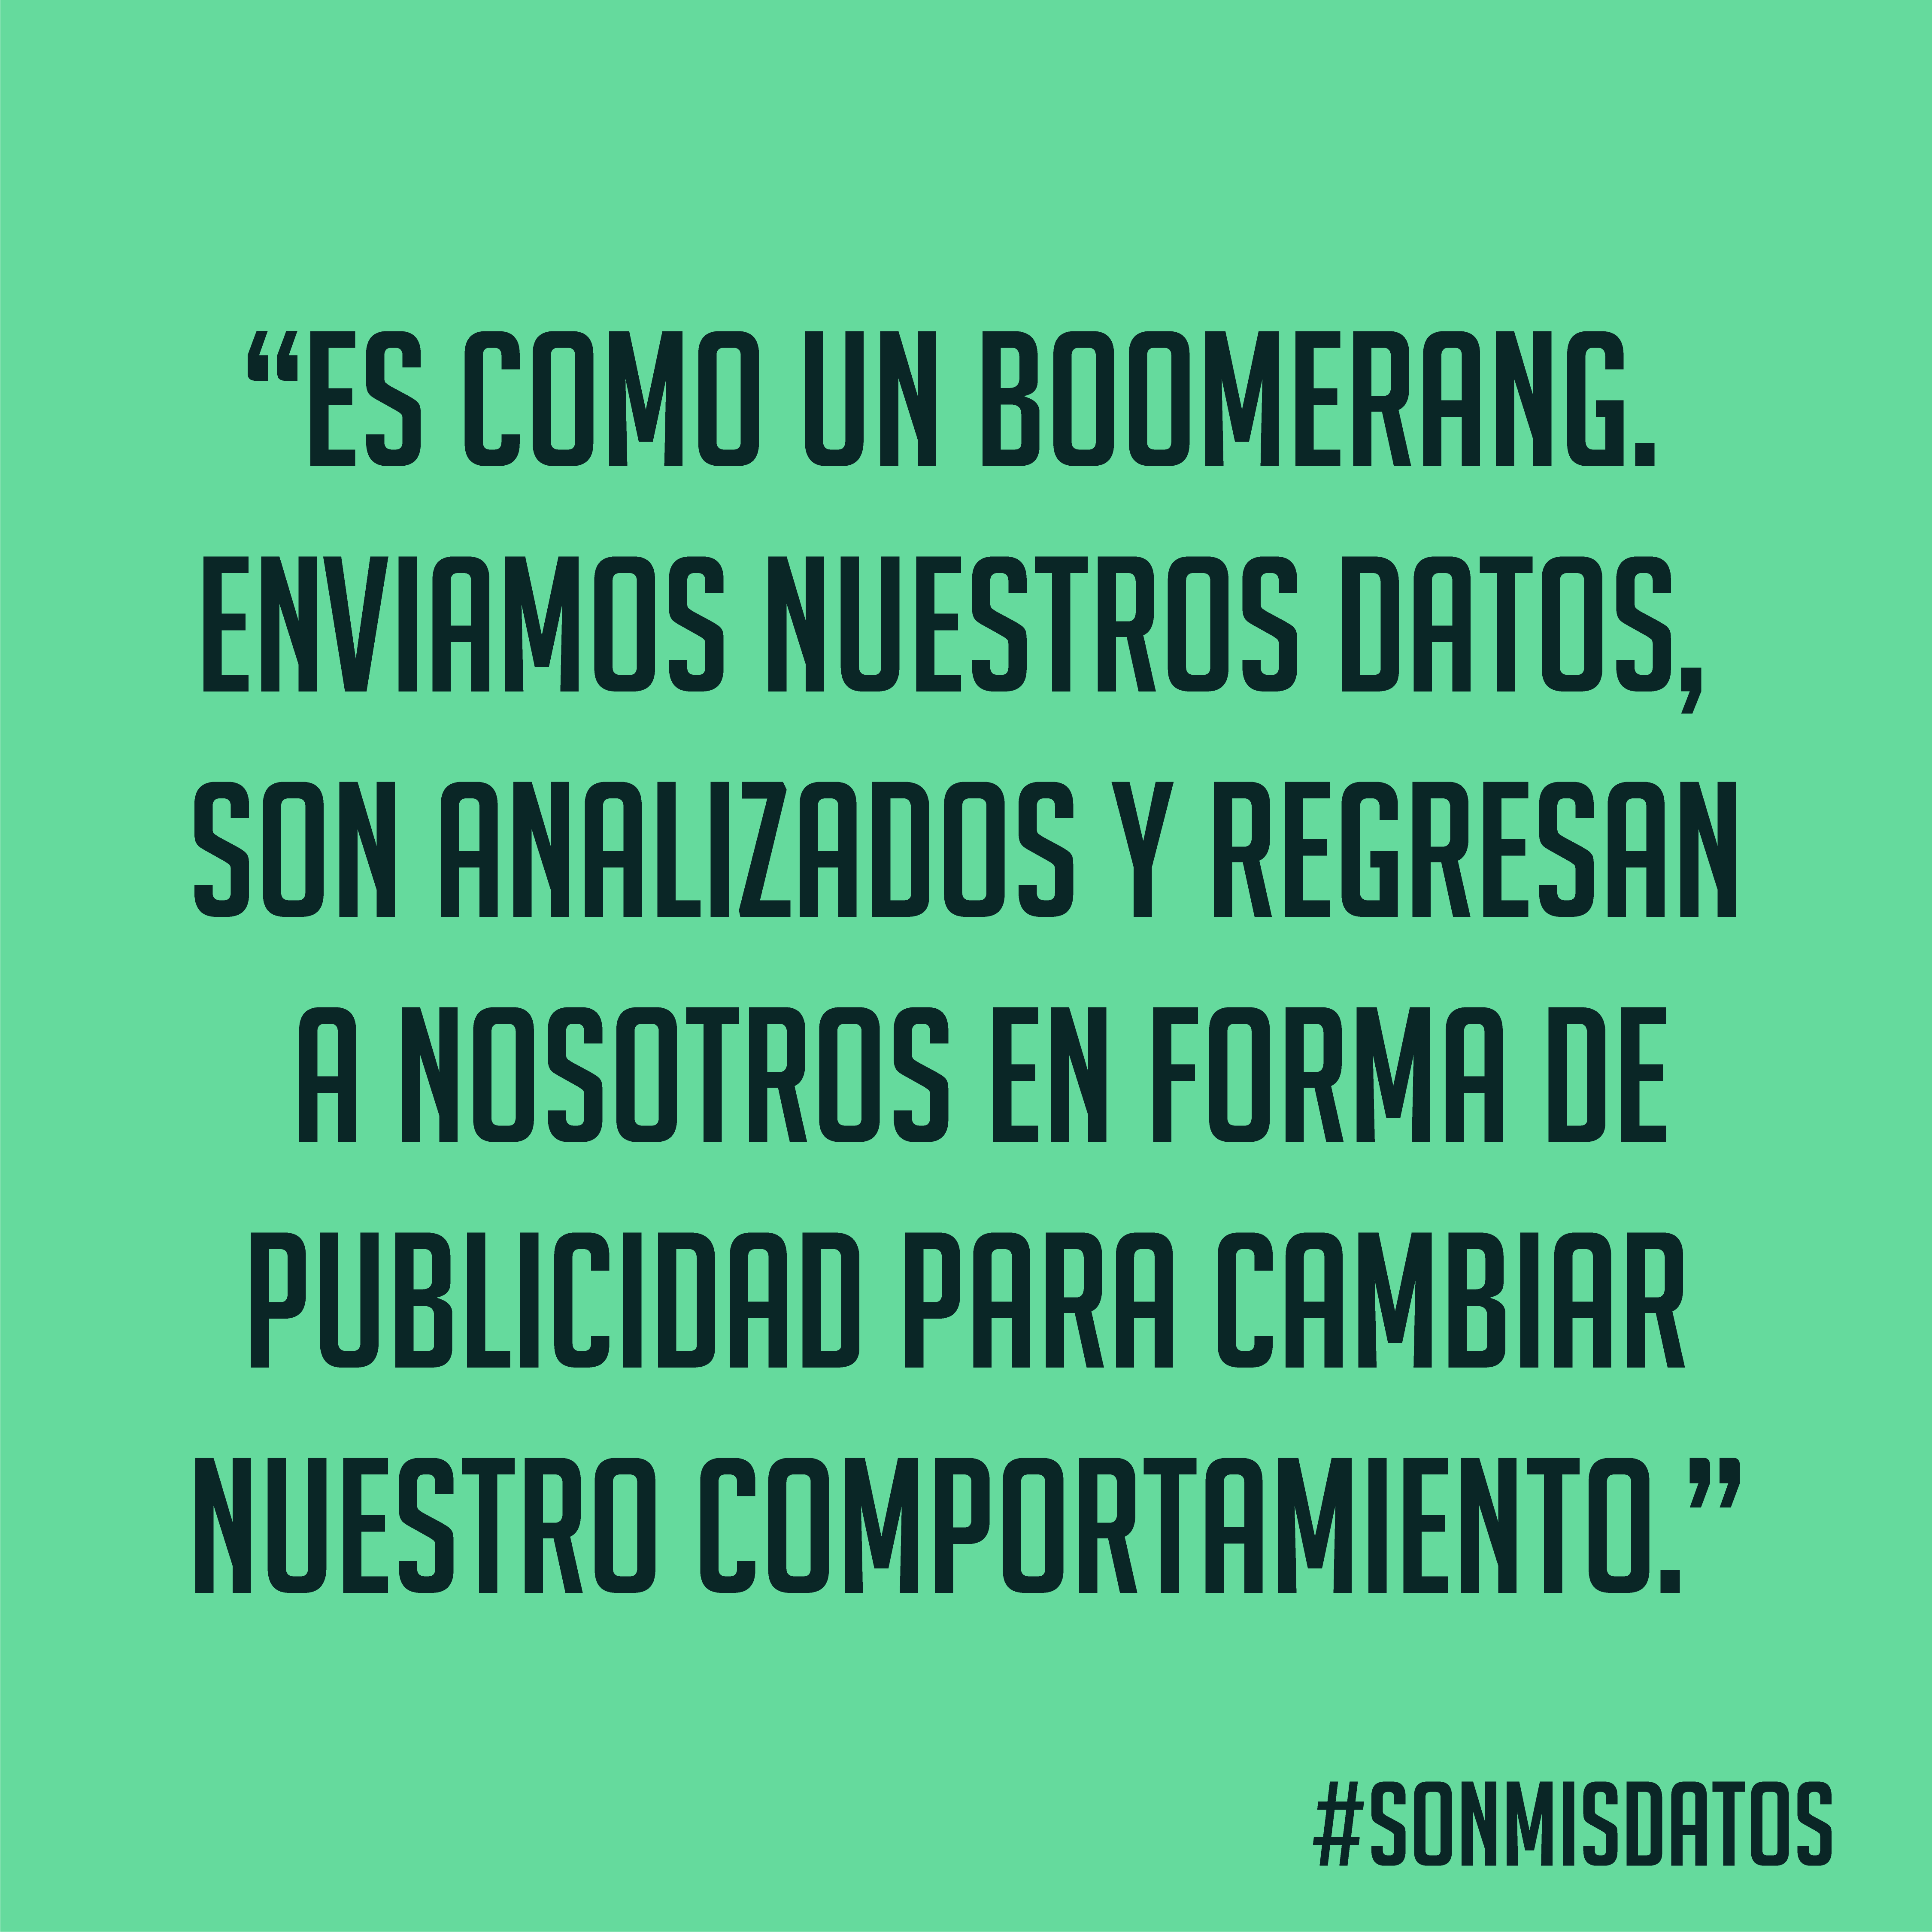 “ES COMO UN BOOMERANG.
ENVIAMOS NUESTROS DATOS,
SON ANALIZADOS Y REGRESAN
A NOSOTROS EN FORMA DE
PUBLICIDAD PARA CAMBIAR
NUESTRO COMPORTAMIENTO.”
#SONMISDATOS